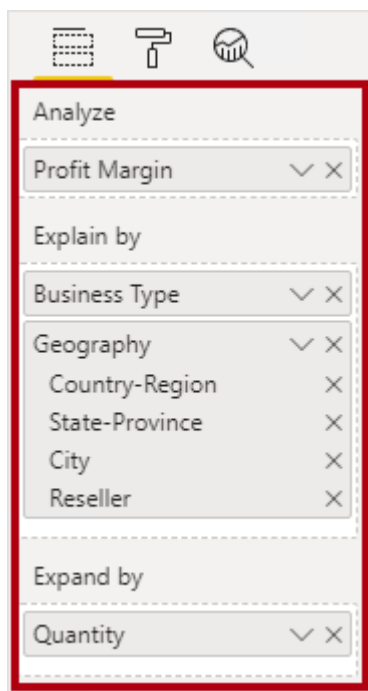 Analyze
Profit Margin
Explain by
Business Type
Geography
Country-Region
State-Province
City
Reseller
Expand by
Quantity